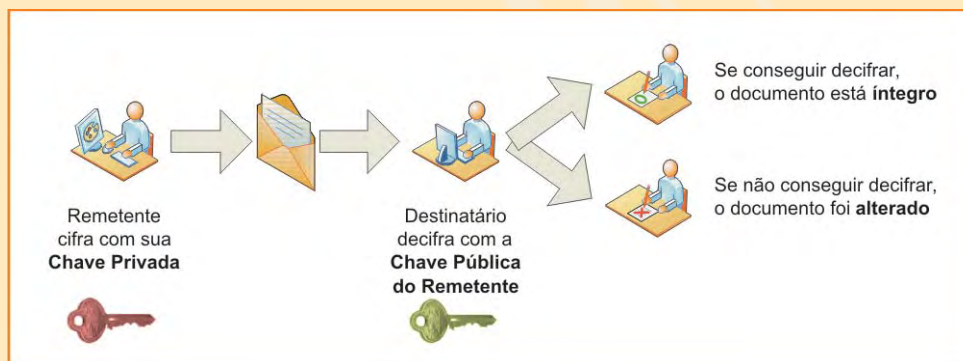 Remetente
cifra com sua
Chave Privada
Destinatário
decifra com a
Chave Pública
do Remetente
Se conseguir decifrar,
o documento está íntegro
Se não conseguir decifrar,
o documento foi alterado